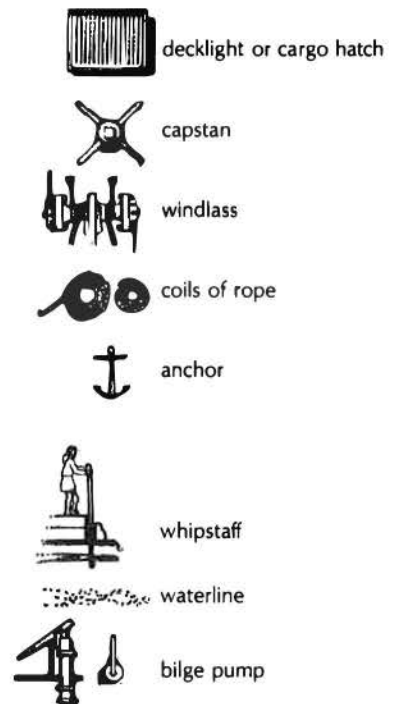 decklight or cargo hatch
capstan
windlass
coils of rope
anchor
whipstaff
waterline
bilge pump